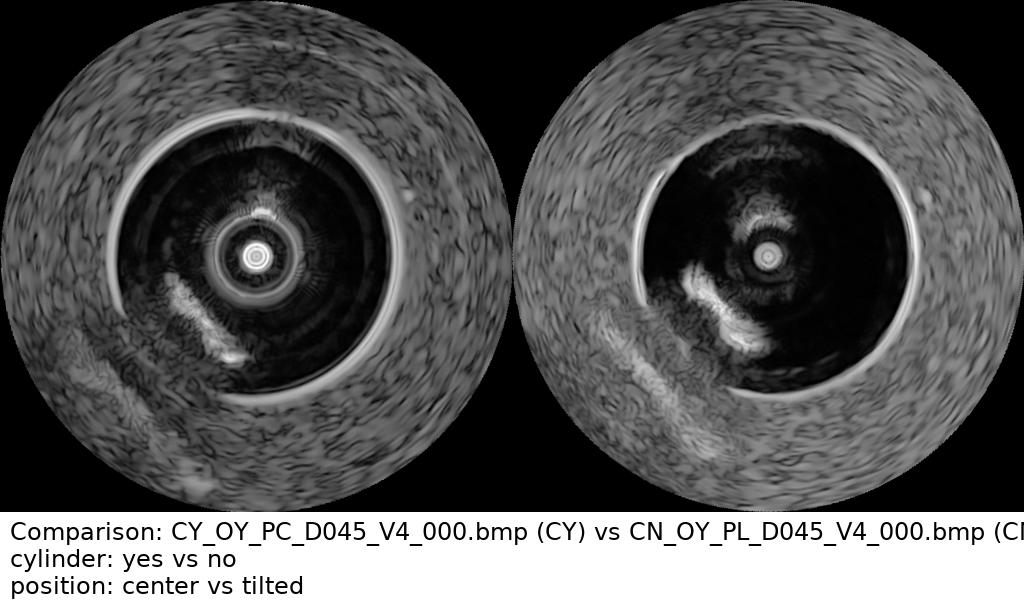 Comparison: CY_OY_PC_D045_V4_000.bmp (CY) vs CN_OY_PL_D045_V4_000.bmp
cylinder: yes vs no
position: center vs tilted